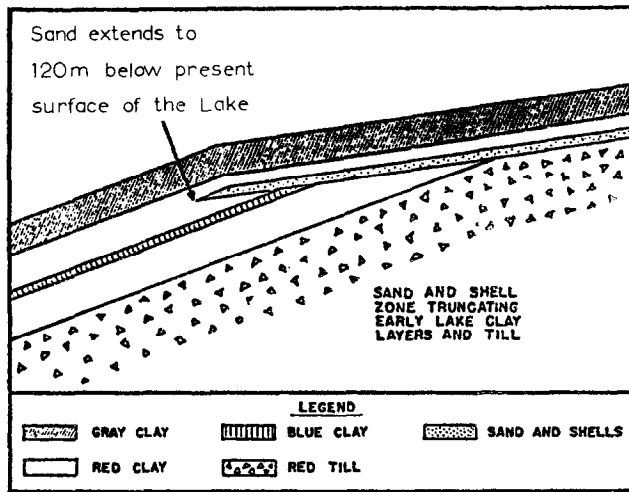 Sand extends to
120m below present
surface of the Lake
SAND AND SHELL
ZONE TRUNCATING
EARLY LAKE CLAY
LAYERS AND TILL
LEGEND
GRAY CLAY
BLUE CLAY
SAND AND SHELLS
RED CLAY
RED TILL